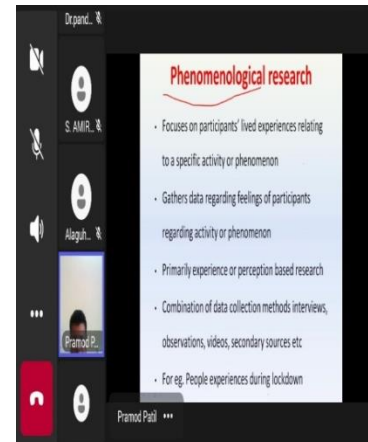 Dr.pand...
S. AMIR...
Alaguh...
Pramod P...
Phenomenological research
• Focuses on participants' lived experiences relating
to a specific activity or phenomenon
• Gathers data regarding feelings of participants
regarding activity or phenomenon
• Primarily experience or perception based research
• Combination of data collection methods interviews,
observations, videos, secondary sources etc
• For eg. People experiences during lockdown
Pramod Patil •••